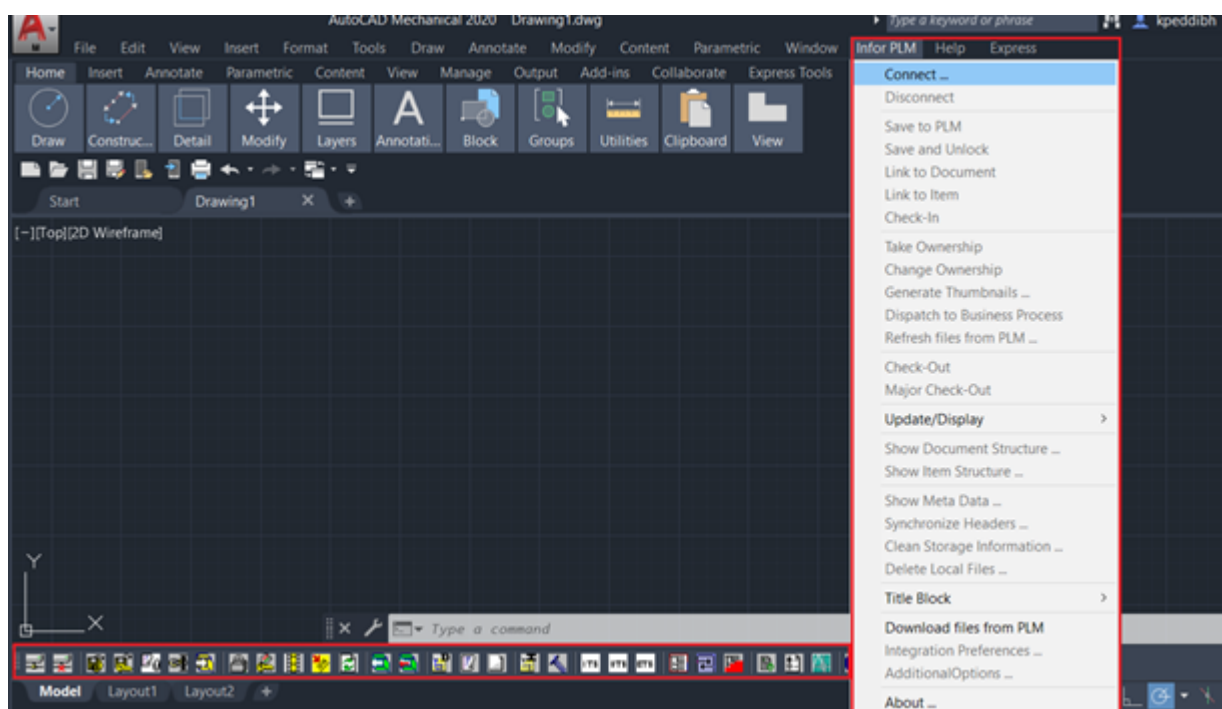 AutoCAD Mechanical 2020 Drawing1.dwg Type a keyword or phrase kpeddibh
File Edit View Insert Format Tools Draw Annotate Modify Content Parametric Window Infor PLM Help Express
Home Insert Annotate Parametric Content View Manage Output Add-ins Collaborate Express Tools
Draw Construc... Detail Modify Layers Annotati... Block Groups Utilities Clipboard View
Start Drawing1
[−][Top][2D Wireframe]
Connect ...
Disconnect
Save to PLM
Save and Unlock
Link to Document
Link to Item
Check-In
Take Ownership
Change Ownership
Generate Thumbnails ...
Dispatch to Business Process
Refresh files from PLM ...
Check-Out
Major Check-Out
Update/Display
Show Document Structure ...
Show Item Structure ...
Show Meta Data ...
Synchronize Headers ...
Clean Storage Information ...
Delete Local Files ...
Title Block
Download files from PLM
Integration Preferences ...
AdditionalOptions ...
About ...
Y
X
Type a command
Model Layout1 Layout2